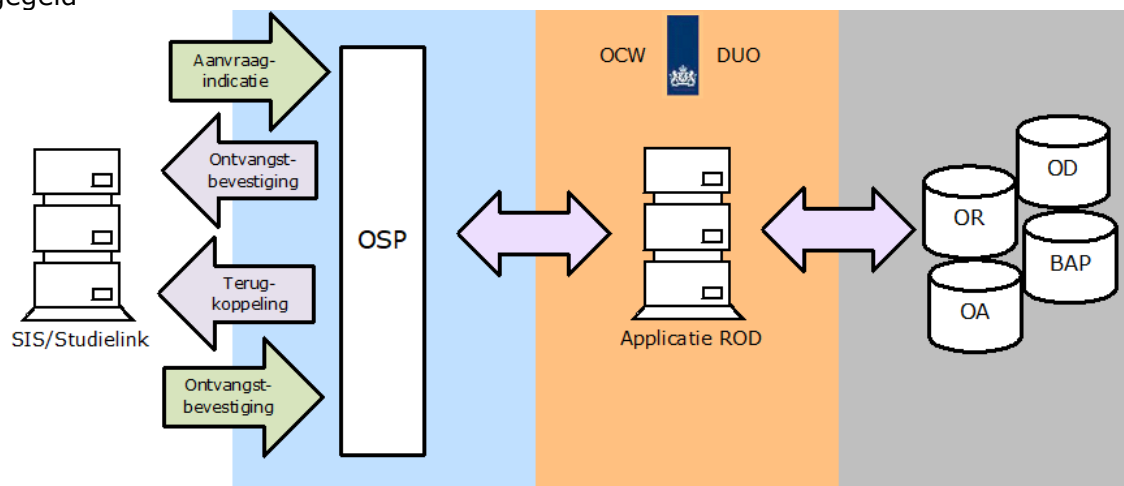 Aanvraag-
indicatie
OCW
DUO
Ontvangst-
bevestiging
OSP
OD
OR
BAP
OA
Terug-
koppeling
SIS/Studielink
Applicatie ROD
Ontvangst-
bevestiging